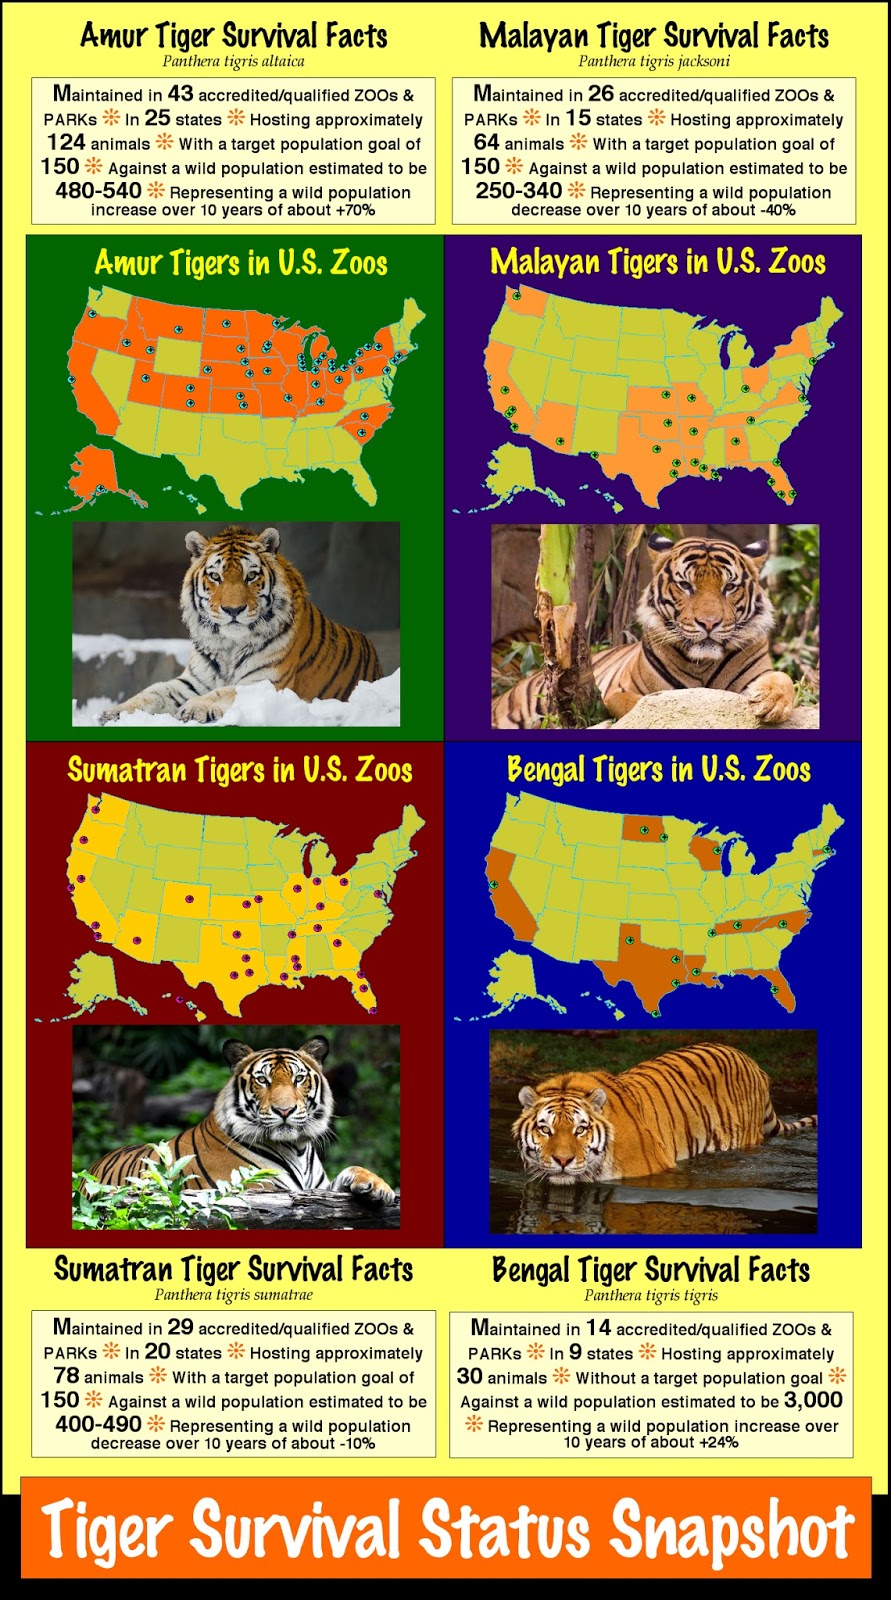 Amur Tiger Survival Facts
Panthera tigris altaica
Maintained in 43 accredited/qualified ZOOs &
PARKs ❊ In 25 states ❊ Hosting approximately
124 animals ❊ With a target population goal of
150 ❊ Against a wild population estimated to be
480-540 ❊ Representing a wild population
increase over 10 years of about +70%
Malayan Tiger Survival Facts
Panthera tigris jacksoni
Maintained in 26 accredited/qualified ZOOs &
PARKs ❊ In 15 states ❊ Hosting approximately
64 animals ❊ With a target population goal of
150 ❊ Against a wild population estimated to be
250-340 ❊ Representing a wild population
decrease over 10 years of about -40%
Amur Tigers in U.S. Zoos
Malayan Tigers in U.S. Zoos
Sumatran Tigers in U.S. Zoos
Bengal Tigers in U.S. Zoos
Sumatran Tiger Survival Facts
Panthera tigris sumatrae
Maintained in 29 accredited/qualified ZOOs &
PARKs ❊ In 20 states ❊ Hosting approximately
78 animals ❊ With a target population goal of
150 ❊ Against a wild population estimated to be
400-490 ❊ Representing a wild population
decrease over 10 years of about -10%
Bengal Tiger Survival Facts
Panthera tigris tigris
Maintained in 14 accredited/qualified ZOOs &
PARKs ❊ In 9 states ❊ Hosting approximately
30 animals ❊ Without a target population goal ❊
Against a wild population estimated to be 3,000
❊ Representing a wild population increase over
10 years of about +24%
Tiger Survival Status Snapshot